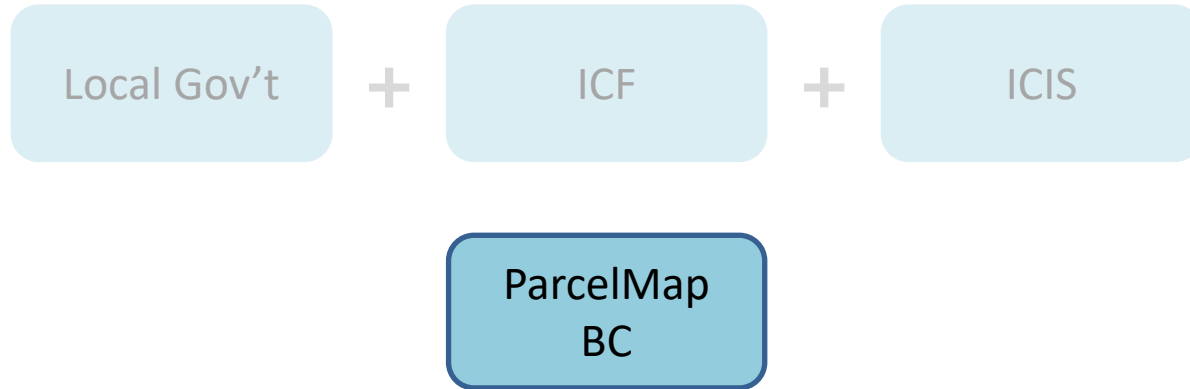 Local Gov’t + ICF + ICIS
ParcelMap
BC